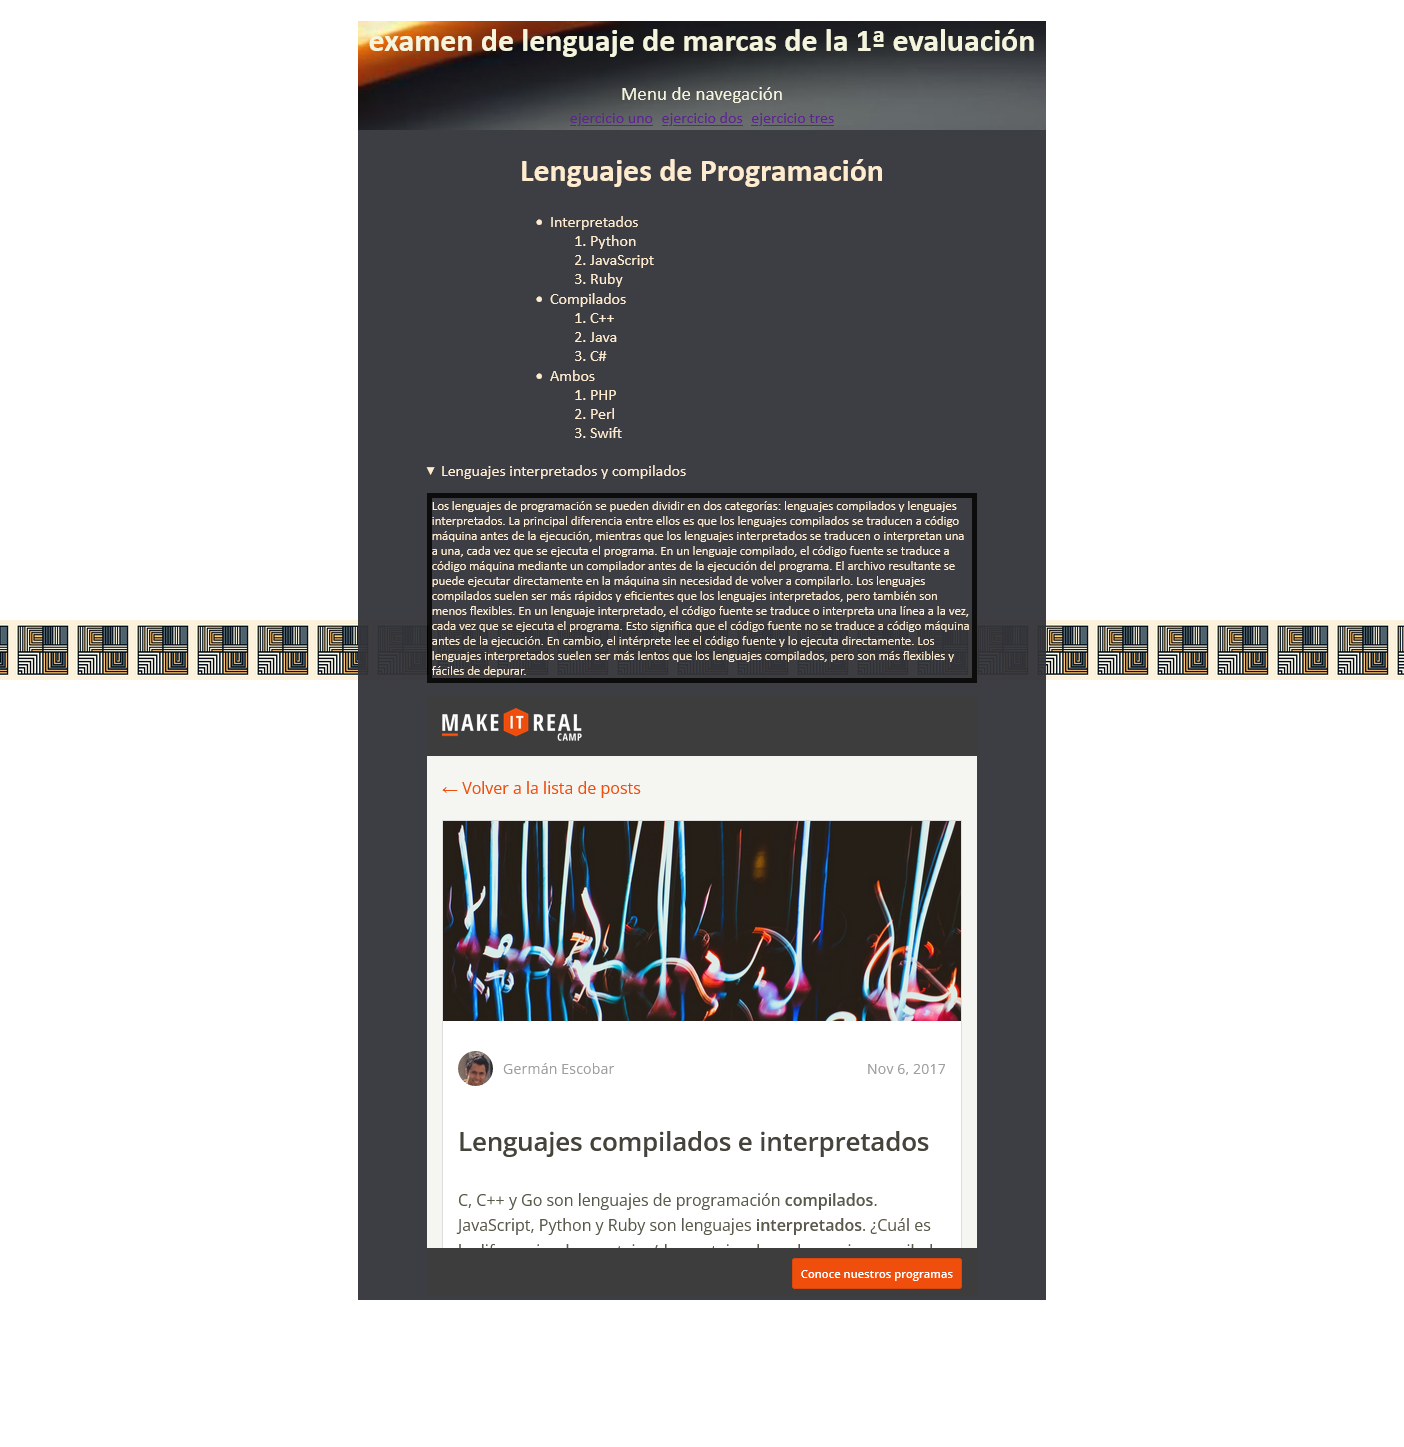 examen de lenguaje de marcas de la 1ª evaluación
Menu de navegación
ejercicio uno ejercicio dos ejercicio tres
Lenguajes de Programación
• Interpretados
1. Python
2. JavaScript
3. Ruby
• Compilados
1. C++
2. Java
3. C#
• Ambos
1. PHP
2. Perl
3. Swift
▼ Lenguajes interpretados y compilados
Los lenguajes de programación se pueden dividir en dos categorías: lenguajes compilados y lenguajes
interpretados. La principal diferencia entre ellos es que los lenguajes compilados se traducen a código
máquina antes de la ejecución, mientras que los lenguajes interpretados se traducen o interpretan una
a una, cada vez que se ejecuta el programa. En un lenguaje compilado, el código fuente se traduce a
código máquina mediante un compilador antes de la ejecución del programa. El archivo resultante se
puede ejecutar directamente en la máquina sin necesidad de volver a compilarlo. Los lenguajes
compilados suelen ser más rápidos y eficientes que los lenguajes interpretados, pero también son
menos flexibles. En un lenguaje interpretado, el código fuente se traduce o interpreta una línea a la vez,
cada vez que se ejecuta el programa. Esto significa que el código fuente no se traduce a código máquina
antes de la ejecución. En cambio, el intérprete lee el código fuente y lo ejecuta directamente. Los
lenguajes interpretados suelen ser más lentos que los lenguajes compilados, pero son más flexibles y
fáciles de depurar.
MAKE IT REAL
CAMP
← Volver a la lista de posts
Germán Escobar Nov 6, 2017
Lenguajes compilados e interpretados
C, C++ y Go son lenguajes de programación compilados.
JavaScript, Python y Ruby son lenguajes interpretados. ¿Cuál es
Conoce nuestros programas